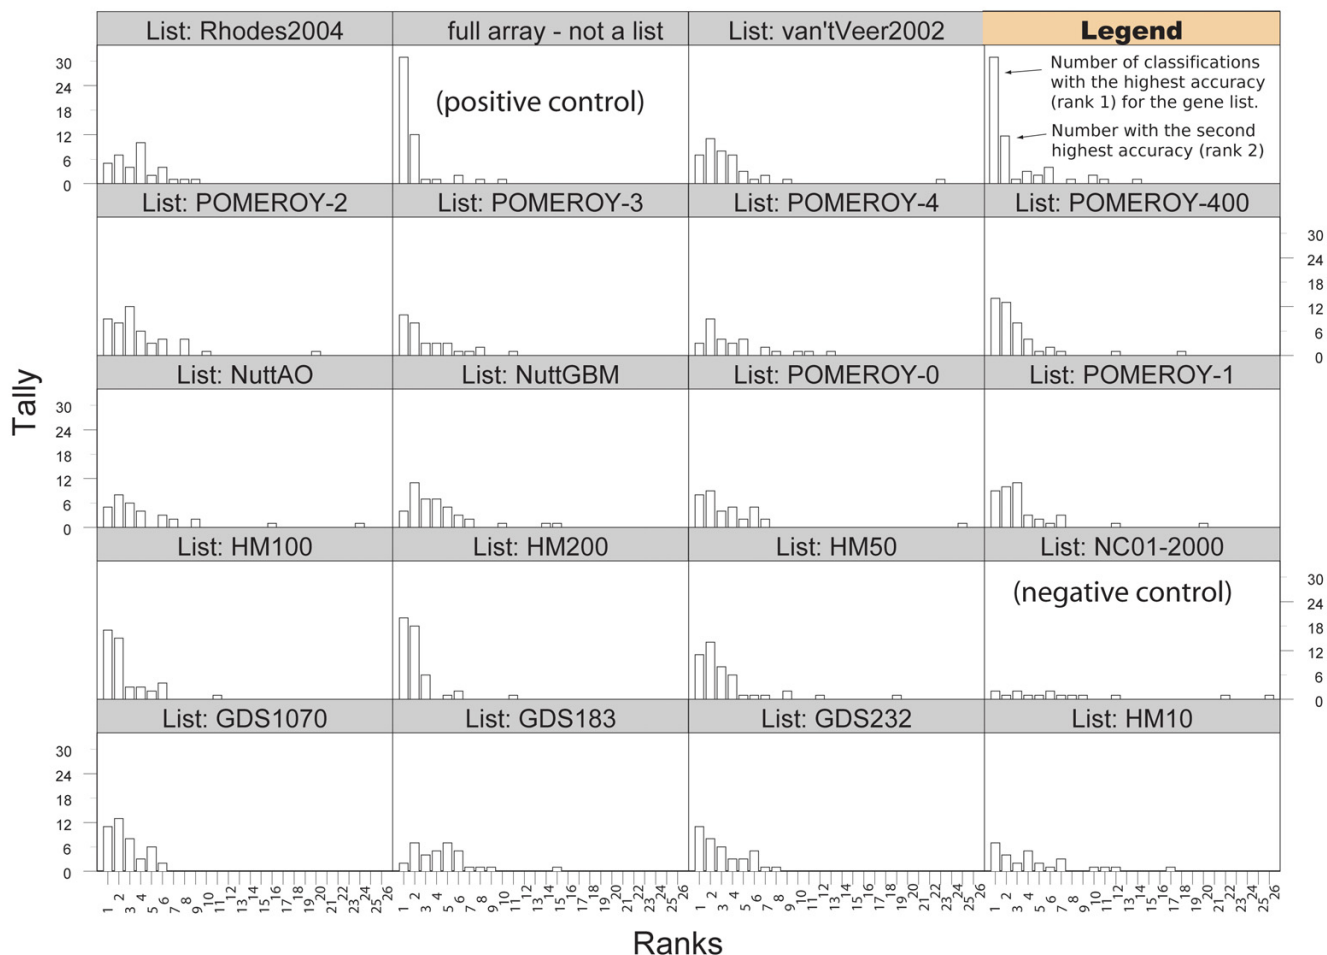 List: Rhodes2004
full array - not a list
List: van'tVeer2002
Legend
30
24
18
12
6
0
(positive control)
Number of classifications
with the highest accuracy
(rank 1) for the gene list.
Number with the second
highest accuracy (rank 2)
List: POMEROY-2
List: POMEROY-3
List: POMEROY-4
List: POMEROY-400
30
24
18
12
6
0
List: NuttAO
List: NuttGBM
List: POMEROY-0
List: POMEROY-1
Tally
30
24
18
12
6
0
List: HM100
List: HM200
List: HM50
List: NC01-2000
(negative control)
30
24
18
12
6
0
List: GDS1070
List: GDS183
List: GDS232
List: HM10
30
24
18
12
6
0
1 2 3 4 5 6 7 8 9 10 11 12 13 14 15 16 17 18 19 20 21 22 23 24 25 26
1 2 3 4 5 6 7 8 9 10 11 12 13 14 15 16 17 18 19 20 21 22 23 24 25 26
1 2 3 4 5 6 7 8 9 10 11 12 13 14 15 16 17 18 19 20 21 22 23 24 25 26
1 2 3 4 5 6 7 8 9 10 11 12 13 14 15 16 17 18 19 20 21 22 23 24 25 26
Ranks